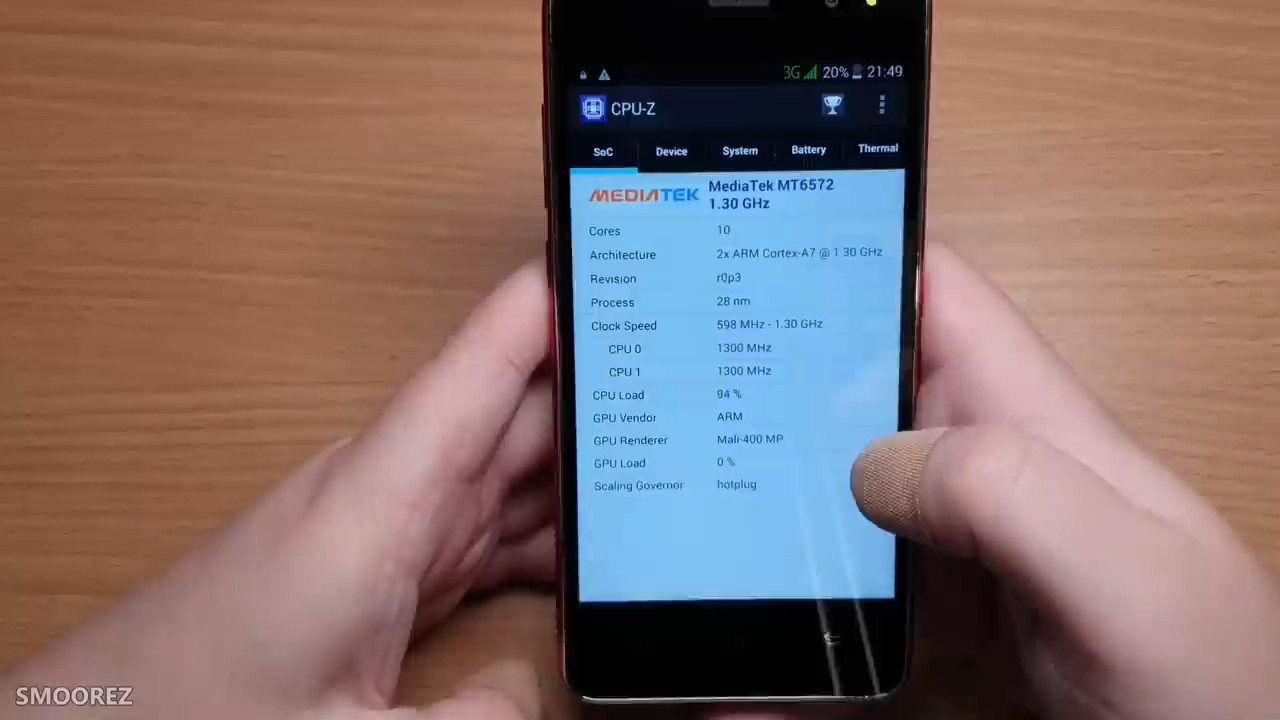 3G 20% 21:49
CPU-Z
SoC Device System Battery Thermal
MEDIATEK
MediaTek MT6572
1.30 GHz
Cores 10
Architecture 2x ARM Cortex-A7 @ 1.30 GHz
Revision r0p3
Process 28 nm
Clock Speed 598 MHz - 1.30 GHz
CPU 0 1300 MHz
CPU 1 1300 MHz
CPU Load 94 %
GPU Vendor ARM
GPU Renderer Mali-400 MP
GPU Load 0 %
Scaling Governor hotplug
SMOOREZ